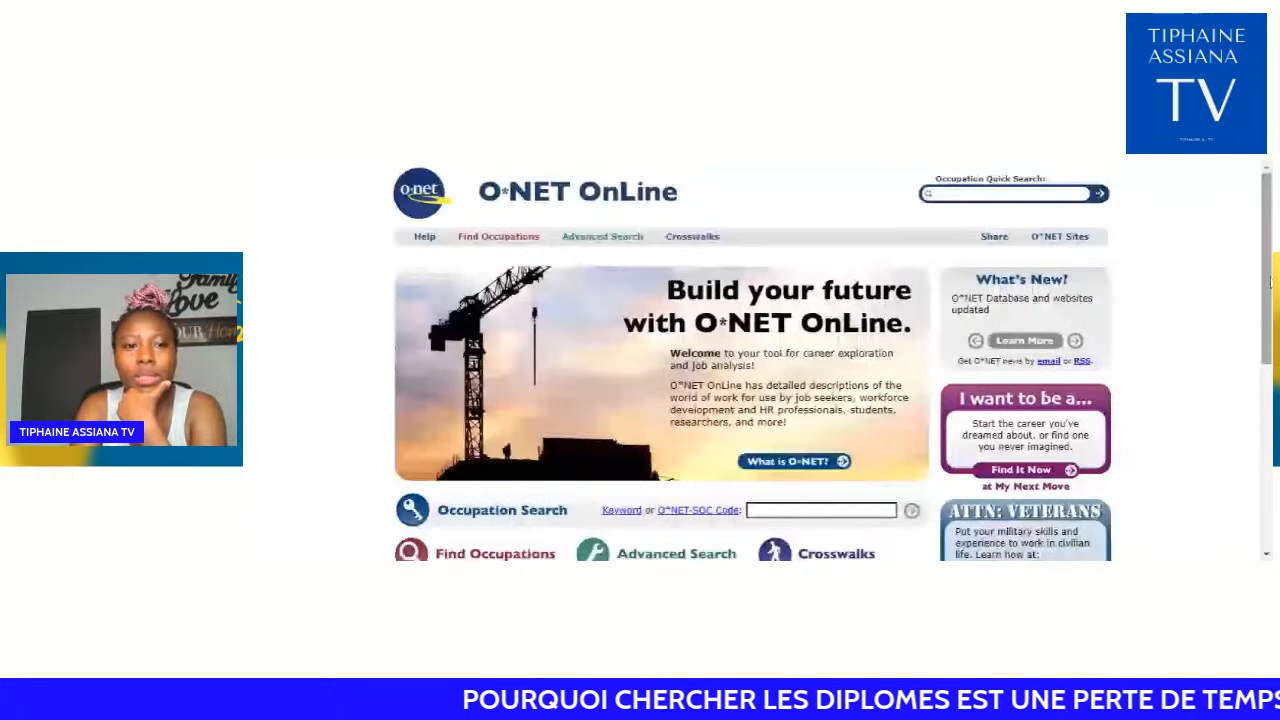 TIPHAINE
ASSIANA
TV
TIPHAINE A. TV
o·net
O*NET OnLine
Occupation Quick Search:
Help
Find Occupations
Advanced Search
Crosswalks
Share
O*NET Sites
Build your future
with O*NET OnLine.
Welcome to your tool for career exploration
and job analysis!
O*NET OnLine has detailed descriptions of the
world of work for use by job seekers, workforce
development and HR professionals, students,
researchers, and more!
What is O*NET?
What's New?
O*NET Database and websites
updated
Learn More
Get O*NET news by email or RSS.
I want to be a...
Start the career you've
dreamed about, or find one
you never imagined.
Find It Now
at My Next Move
ATTN: VETERANS
Put your military skills and
experience to work in civilian
life. Learn how at:
Occupation Search
Keyword or O*NET-SOC Code:
Find Occupations
Advanced Search
Crosswalks
Family
Love
OUR
TIPHAINE ASSIANA TV
POURQUOI CHERCHER LES DIPLOMES EST UNE PERTE DE TEMPS